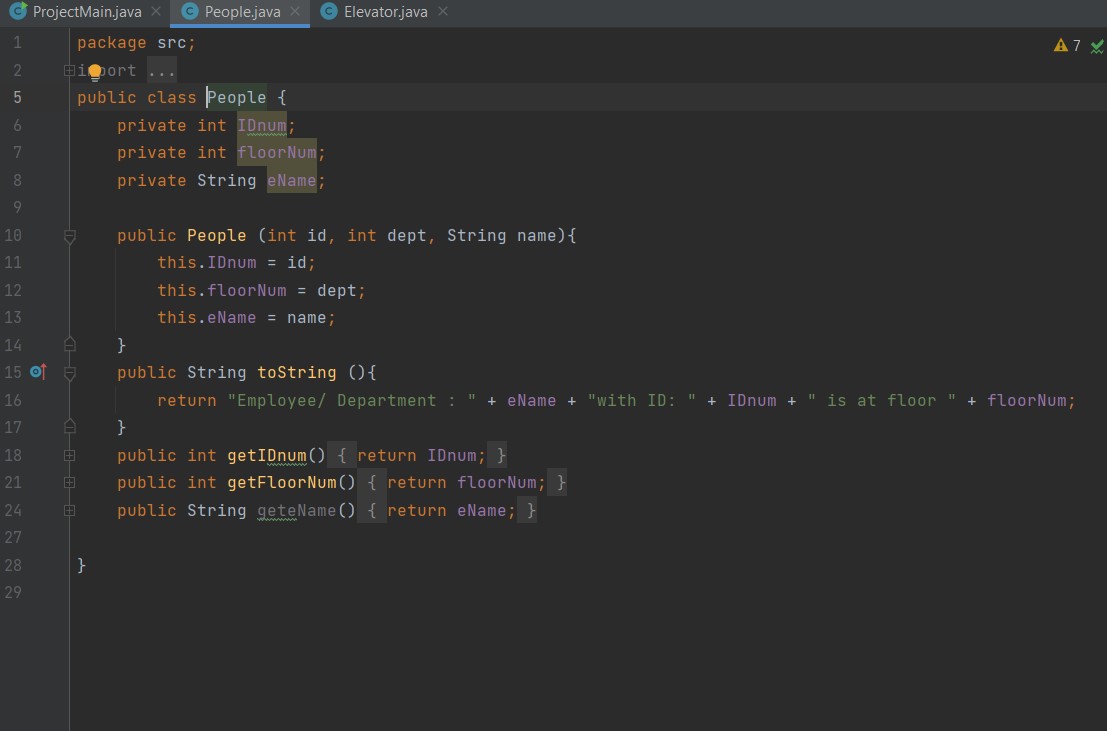 ProjectMain.java People.java Elevator.java
1 package src;
7
2 import ...
5 public class People {
6 private int IDnum;
7 private int floorNum;
8 private String eName;
9
10 public People (int id, int dept, String name){
11 this.IDnum = id;
12 this.floorNum = dept;
13 this.eName = name;
14 }
15 public String toString (){
16 return "Employee/ Department : " + eName + "with ID: " + IDnum + " is at floor " + floorNum;
17 }
18 public int getIDnum() { return IDnum; }
21 public int getFloorNum() { return floorNum; }
24 public String geteName() { return eName; }
27
28 }
29